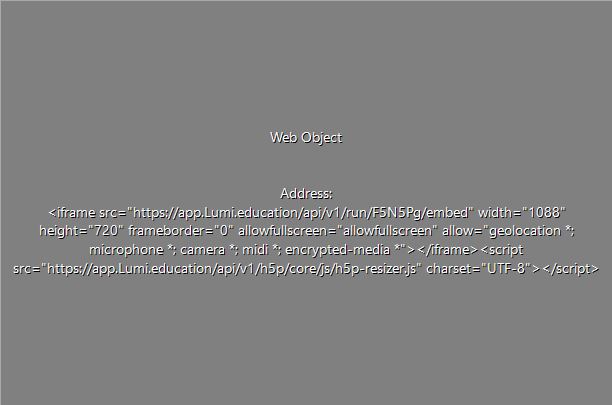 Web Object
Address:
<iframe src="https://app.Lumi.education/api/v1/run/F5N5Pg/embed" width="1088"
height="720" frameborder="0" allowfullscreen="allowfullscreen" allow="geolocation *;
microphone *; camera *; midi *; encrypted-media *"></iframe><script
src="https://app.Lumi.education/api/v1/h5p/core/js/h5p-resizer.js" charset="UTF-8"></script>